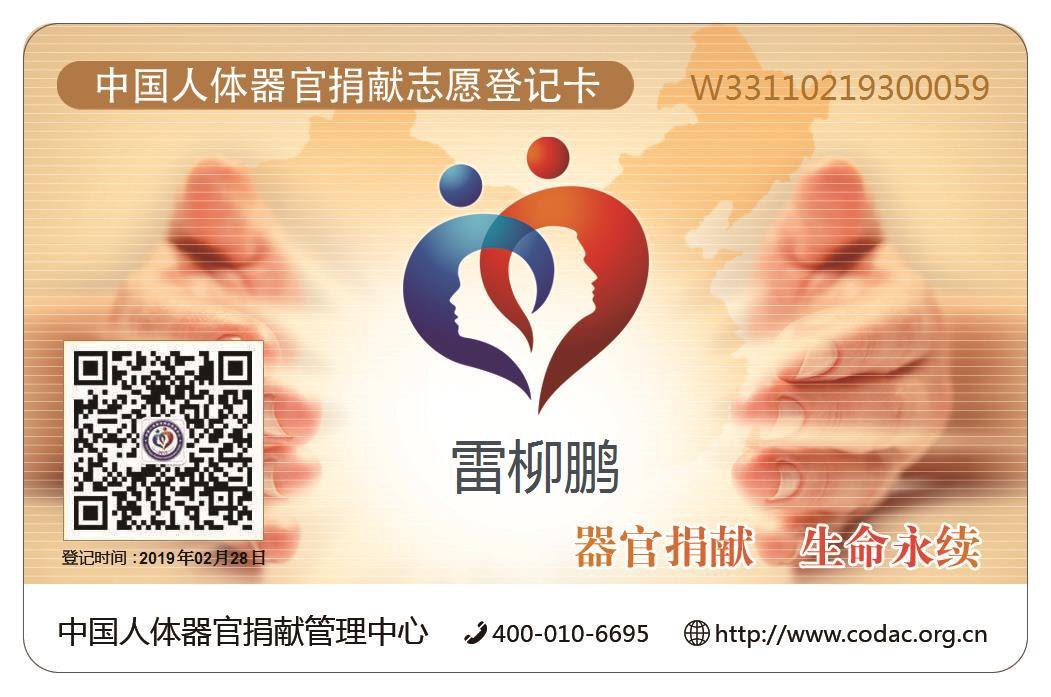 中国人体器官捐献志愿登记卡
W33110219300059
雷柳鹏
器官捐献 生命永续
登记时间：2019年02月28日
中国人体器官捐献管理中心 400-010-6695 http://www.codac.org.cn